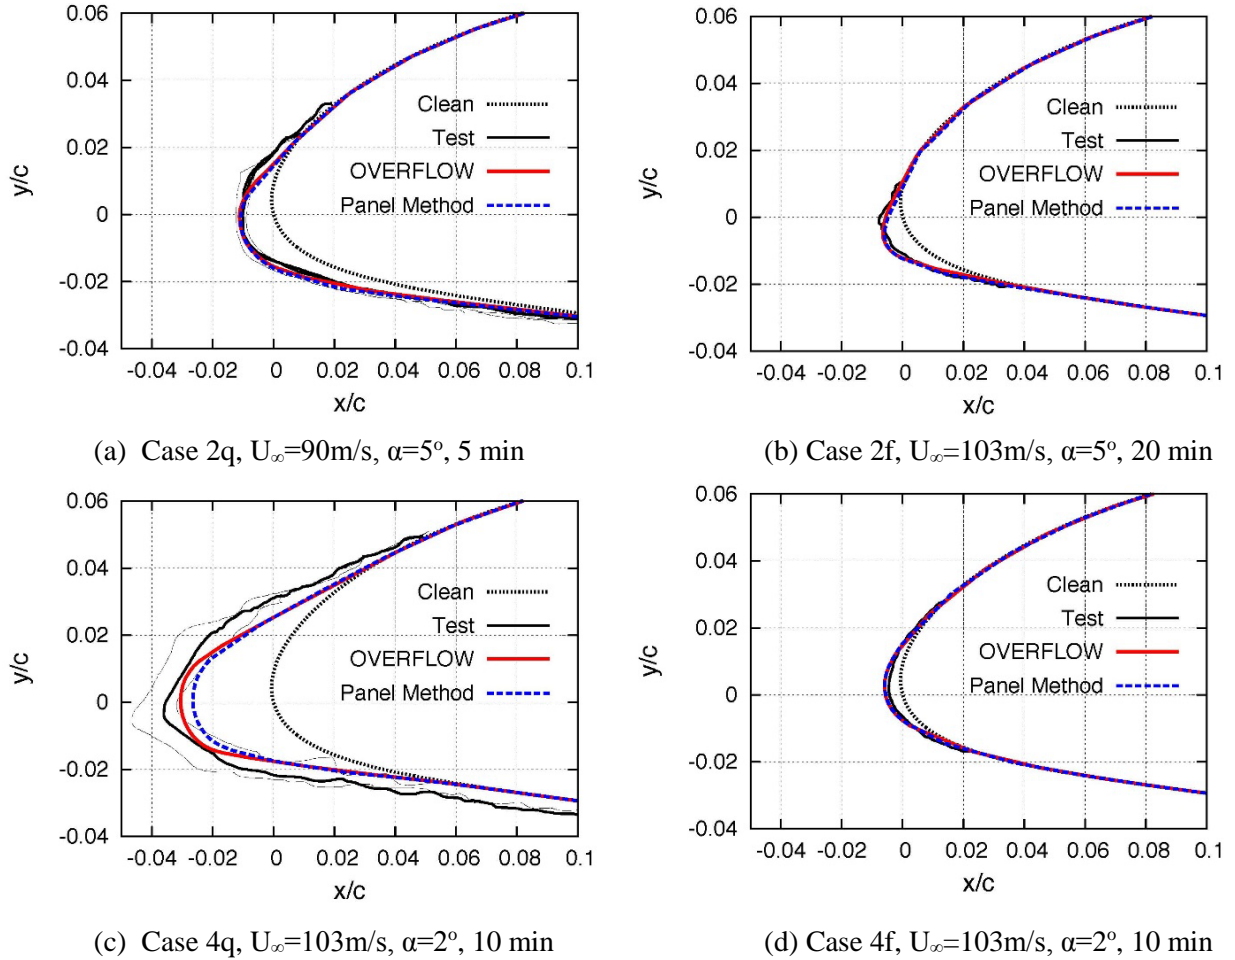 0.06
0.04
0.02
0
-0.02
-0.04
y/c
-0.04 -0.02 0 0.02 0.04 0.06 0.08 0.1
x/c
Clean
Test
OVERFLOW
Panel Method
(a) Case 2q, U∞=90m/s, α=5°, 5 min
0.06
0.04
0.02
0
-0.02
-0.04
y/c
-0.04 -0.02 0 0.02 0.04 0.06 0.08 0.1
x/c
Clean
Test
OVERFLOW
Panel Method
(b) Case 2f, U∞=103m/s, α=5°, 20 min
0.06
0.04
0.02
0
-0.02
-0.04
y/c
-0.04 -0.02 0 0.02 0.04 0.06 0.08 0.1
x/c
Clean
Test
OVERFLOW
Panel Method
(c) Case 4q, U∞=103m/s, α=2°, 10 min
0.06
0.04
0.02
0
-0.02
-0.04
y/c
-0.04 -0.02 0 0.02 0.04 0.06 0.08 0.1
x/c
Clean
Test
OVERFLOW
Panel Method
(d) Case 4f, U∞=103m/s, α=2°, 10 min